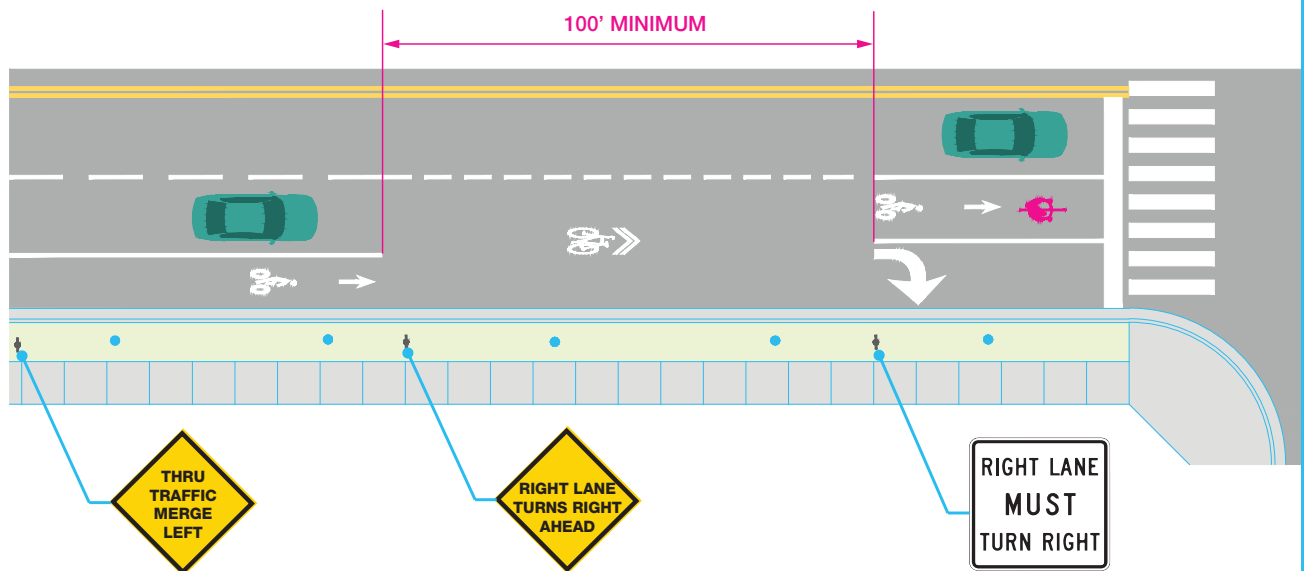 100’ MINIMUM
THRU
TRAFFIC
MERGE
LEFT
RIGHT LANE
TURNS RIGHT
AHEAD
RIGHT LANE
MUST
TURN RIGHT